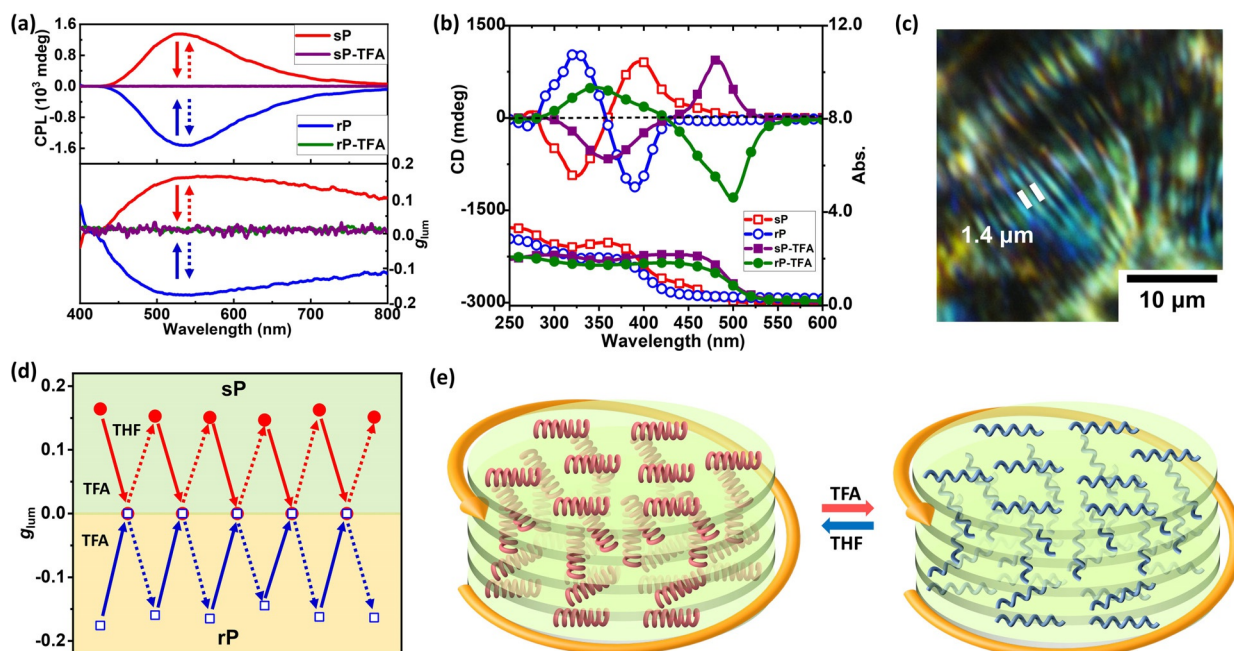 (a)
sP
sP-TFA
rP
rP-TFA
CPL (10³ mdeg)
1.6
0.8
0.0
-0.8
-1.6
0.2
0.1
0.0
-0.1
-0.2
g_lum
400 500 600 700 800
Wavelength (nm)
(b)
1500
0
-1500
-3000
CD (mdeg)
12.0
8.0
4.0
0.0
Abs.
sP
rP
sP-TFA
rP-TFA
250 300 350 400 450 500 550 600
Wavelength (nm)
(c)
1.4 μm
10 μm
(d)
sP
THF
TFA
TFA
rP
0.2
0.1
0.0
-0.1
-0.2
g_lum
(e)
TFA
THF